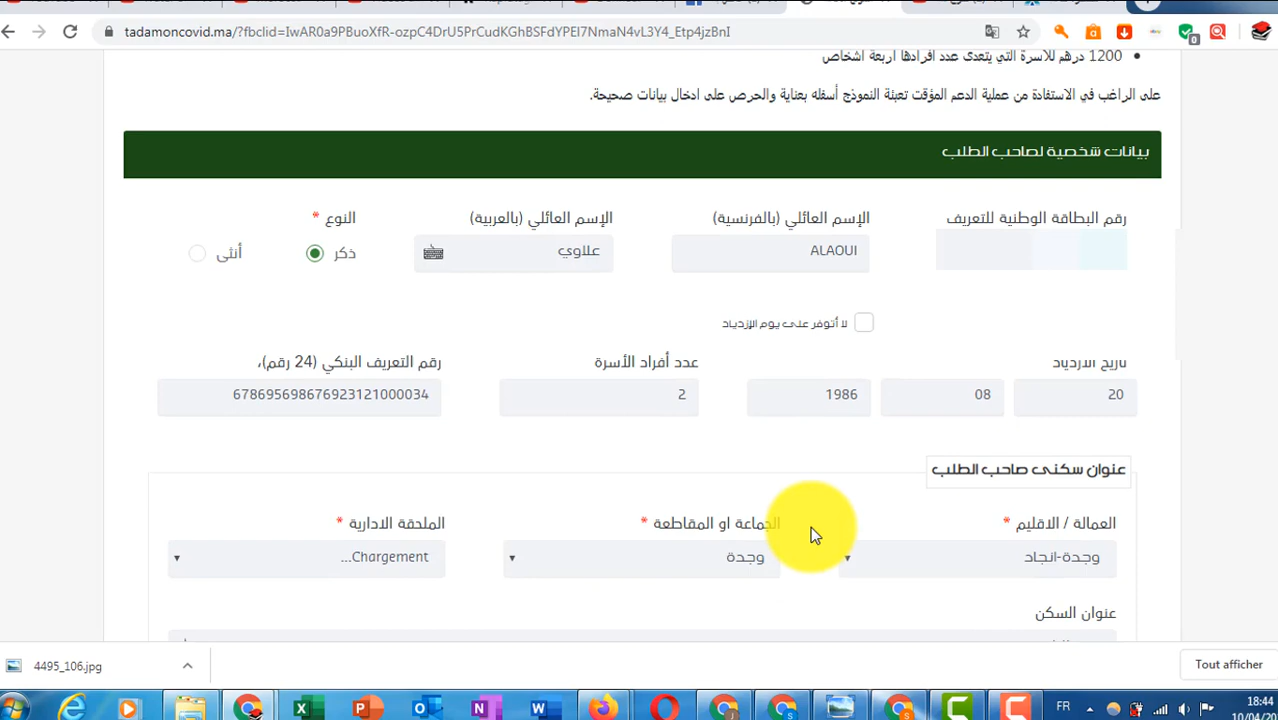 tadamoncovid.ma/?fbclid=IwAR0a9PBUoXfR-ozpC4DrU5PrCudKGhBSFdYPEl7NmaN4vL3Y4_Etp4jzBnI
0
1200 درهم للأسرة التي يتعدى عدد افرادها اربعة اشخاص
على الراغب في الاستفادة من عملية الدعم المؤقت تعبئة النموذج أسفله بعناية والحرص على ادخال بيانات صحيحة.
بيانات شخصية لصاحب الطلب
رقم البطاقة الوطنية للتعريف
الإسم العائلي (بالفرنسية)
الإسم العائلي (بالعربية)
النوع *
ALAOUI
علاوي
ذكر
أنثى
لا أتوفر على يوم الإزدياد
تاريخ الازدياد
عدد أفراد الأسرة
رقم التعريف البنكي (24 رقم)،
20
08
1986
2
678695698676923121000034
عنوان سكنى صاحب الطلب
العمالة / الاقليم *
الجماعة او المقاطعة *
الملحقة الادارية *
وجدة-انجاد
وجدة
Chargement...
عنوان السكن
4495_106.jpg
Tout afficher
FR
18:44
10/04/20